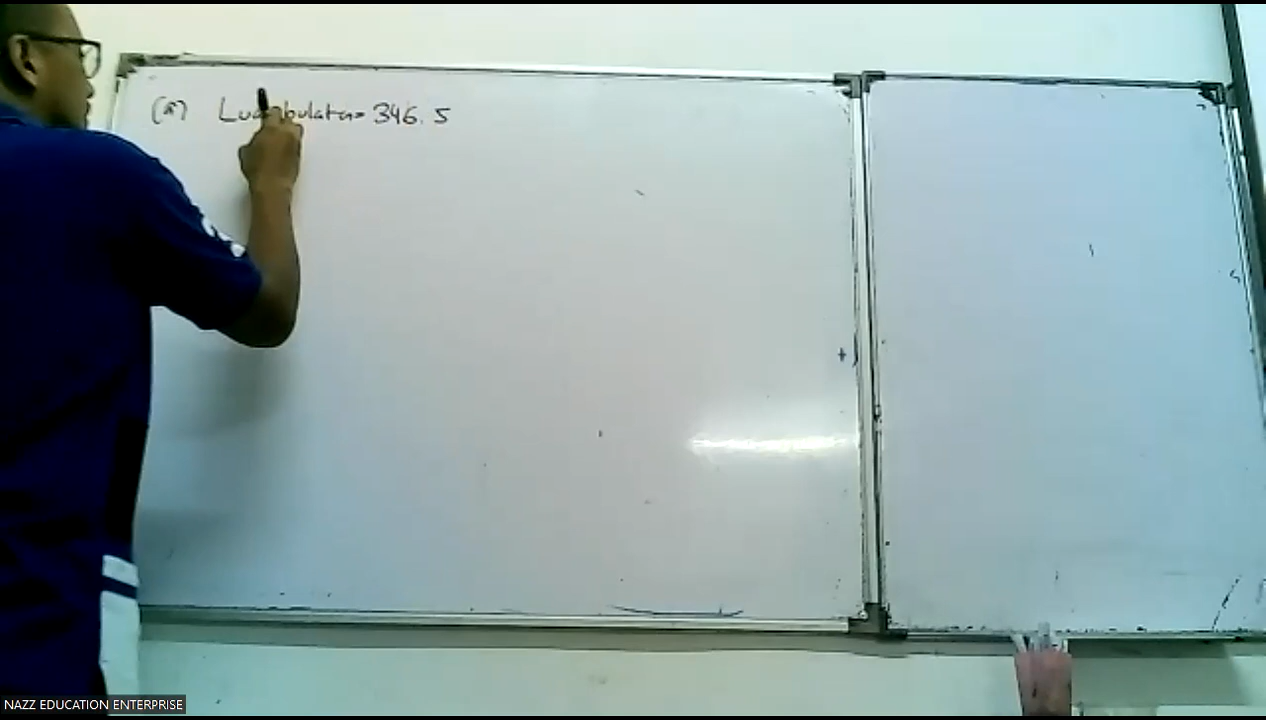 (a) Luas bulatan = 346.5
NAZZ EDUCATION ENTERPRISE